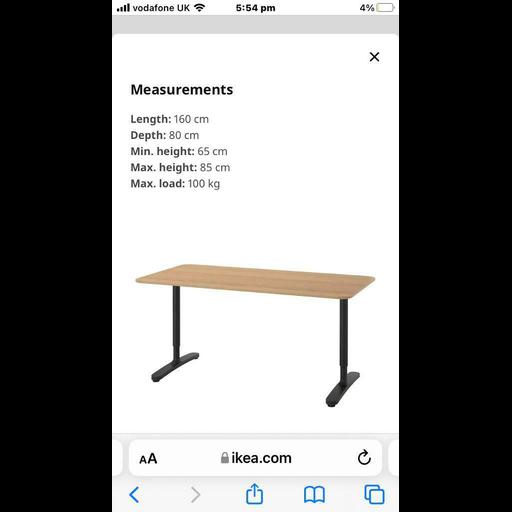 vodafone UK 5:54 pm 4%
Measurements
Length: 160 cm
Depth: 80 cm
Min. height: 65 cm
Max. height: 85 cm
Max. load: 100 kg
AA ikea.com